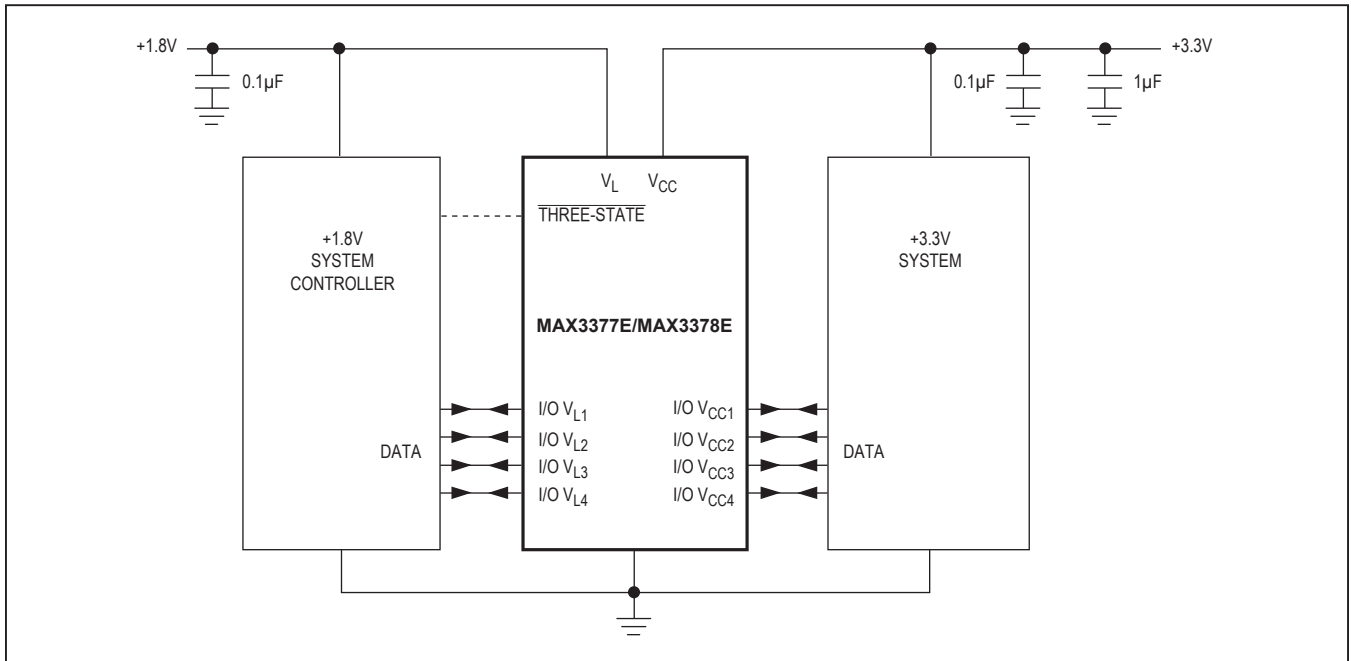 +1.8V
+3.3V
0.1µF
0.1µF
1µF
V_L V_CC
THREE-STATE
+1.8V
SYSTEM
CONTROLLER
+3.3V
SYSTEM
MAX3377E/MAX3378E
I/O V_L1
I/O V_CC1
DATA
I/O V_L2
I/O V_CC2
DATA
I/O V_L3
I/O V_CC3
I/O V_L4
I/O V_CC4